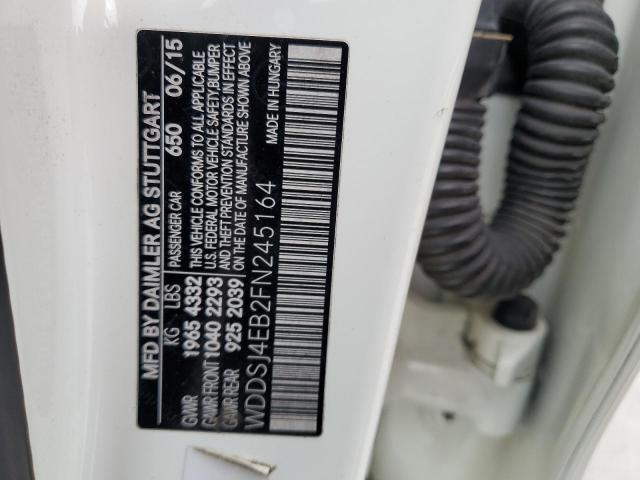 MFD BY DAIMLER AG STUTTGART
KG LBS PASSENGER CAR 650 06/15
GVWR 1965 4332 THIS VEHICLE CONFORMS TO ALL APPLICABLE
GAWR FRONT 1040 2293 U.S. FEDERAL MOTOR VEHICLE SAFETY, BUMPER
GAWR REAR 925 2039 AND THEFT PREVENTION STANDARDS IN EFFECT
ON THE DATE OF MANUFACTURE SHOWN ABOVE
WDDSJ4EB2FN245164 MADE IN HUNGARY